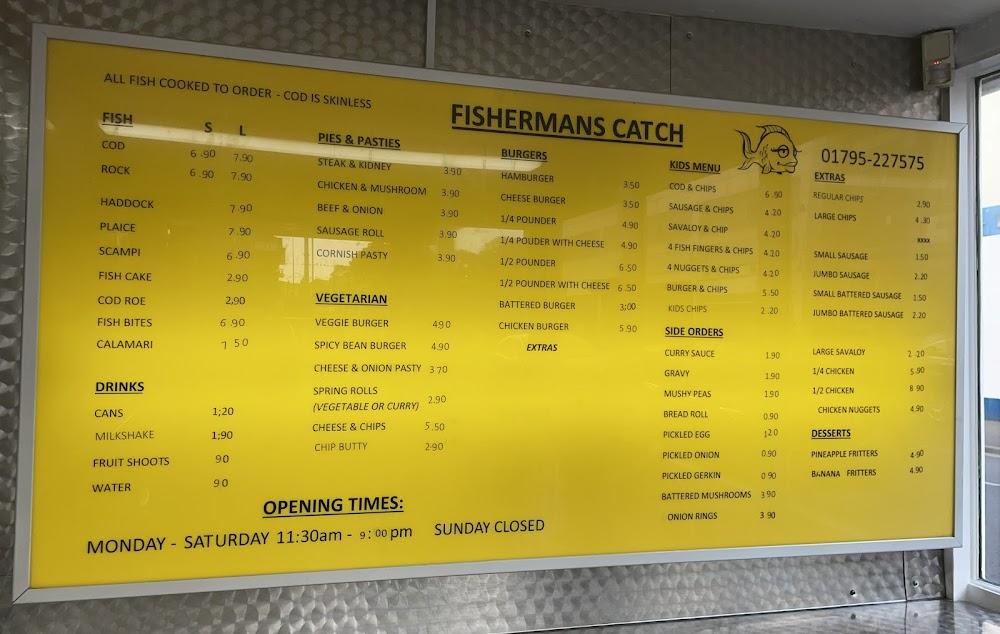 ALL FISH COOKED TO ORDER - COD IS SKINLESS
FISHERMANS CATCH
01795-227575
FISH S L
COD 6.90 7.90
ROCK 6.90 7.90
HADDOCK 7.90
PLAICE 7.90
SCAMPI 6.90
FISH CAKE 2.90
COD ROE 2,90
FISH BITES 6 90
CALAMARI 7 50
DRINKS
CANS 1;20
MILKSHAKE 1;90
FRUIT SHOOTS 90
WATER 90
PIES & PASTIES
STEAK & KIDNEY 3.90
CHICKEN & MUSHROOM 3.90
BEEF & ONION 3.90
SAUSAGE ROLL 3.90
CORNISH PASTY 3.90
VEGETARIAN
VEGGIE BURGER 490
SPICY BEAN BURGER 4.90
CHEESE & ONION PASTY 3 70
SPRING ROLLS
(VEGETABLE OR CURRY) 2.90
CHEESE & CHIPS 5.50
CHIP BUTTY 2.90
BURGERS
HAMBURGER 3.50
CHEESE BURGER 3.50
1/4 POUNDER 4.90
1/4 POUDER WITH CHEESE 4.90
1/2 POUNDER 6.50
1/2 POUNDER WITH CHEESE 6.50
BATTERED BURGER 3;00
CHICKEN BURGER 5.90
EXTRAS
KIDS MENU
COD & CHIPS 6.90
SAUSAGE & CHIPS 4.20
SAVALOY & CHIP 4.20
4 FISH FINGERS & CHIPS 4.20
4 NUGGETS & CHIPS 4.20
BURGER & CHIPS 5.50
KIDS CHIPS 2.20
SIDE ORDERS
CURRY SAUCE 1.90
GRAVY 1.90
MUSHY PEAS 1.90
BREAD ROLL 0.90
PICKLED EGG 1.20
PICKLED ONION 0.90
PICKLED GERKIN 0 90
BATTERED MUSHROOMS 3 90
ONION RINGS 3 90
EXTRAS
REGULAR CHIPS 2.90
LARGE CHIPS 4.30
xxxx
SMALL SAUSAGE 1.50
JUMBO SAUSAGE 2.20
SMALL BATTERED SAUSAGE 1.50
JUMBO BATTERED SAUSAGE 2.20
LARGE SAVALOY 2 20
1/4 CHICKEN 5.90
1/2 CHICKEN 8 90
CHICKEN NUGGETS 4.90
DESSERTS
PINEAPPLE FRITTERS 4.90
BANANA FRITTERS 4.90
OPENING TIMES:
MONDAY - SATURDAY 11:30am - 9:00 pm SUNDAY CLOSED